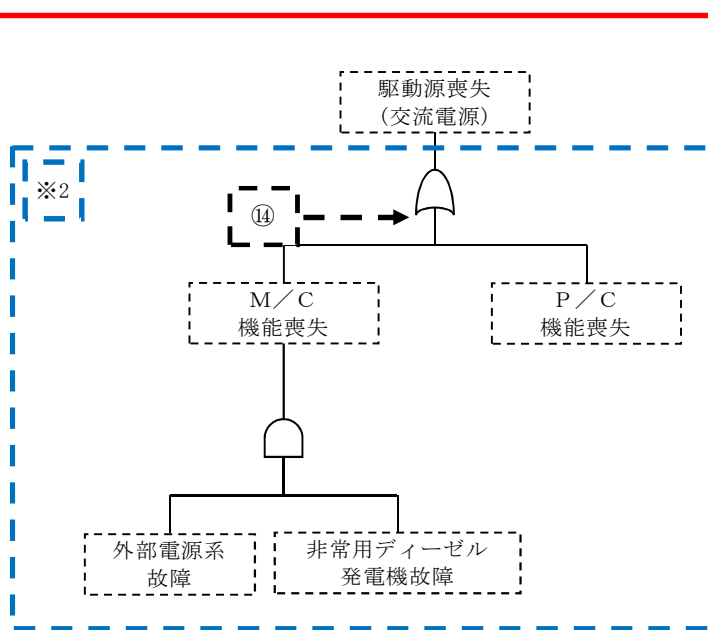 駆動源喪失
(交流電源)
※2
⑭
M／C
機能喪失
P／C
機能喪失
外部電源系
故障
非常用ディーゼル
発電機故障